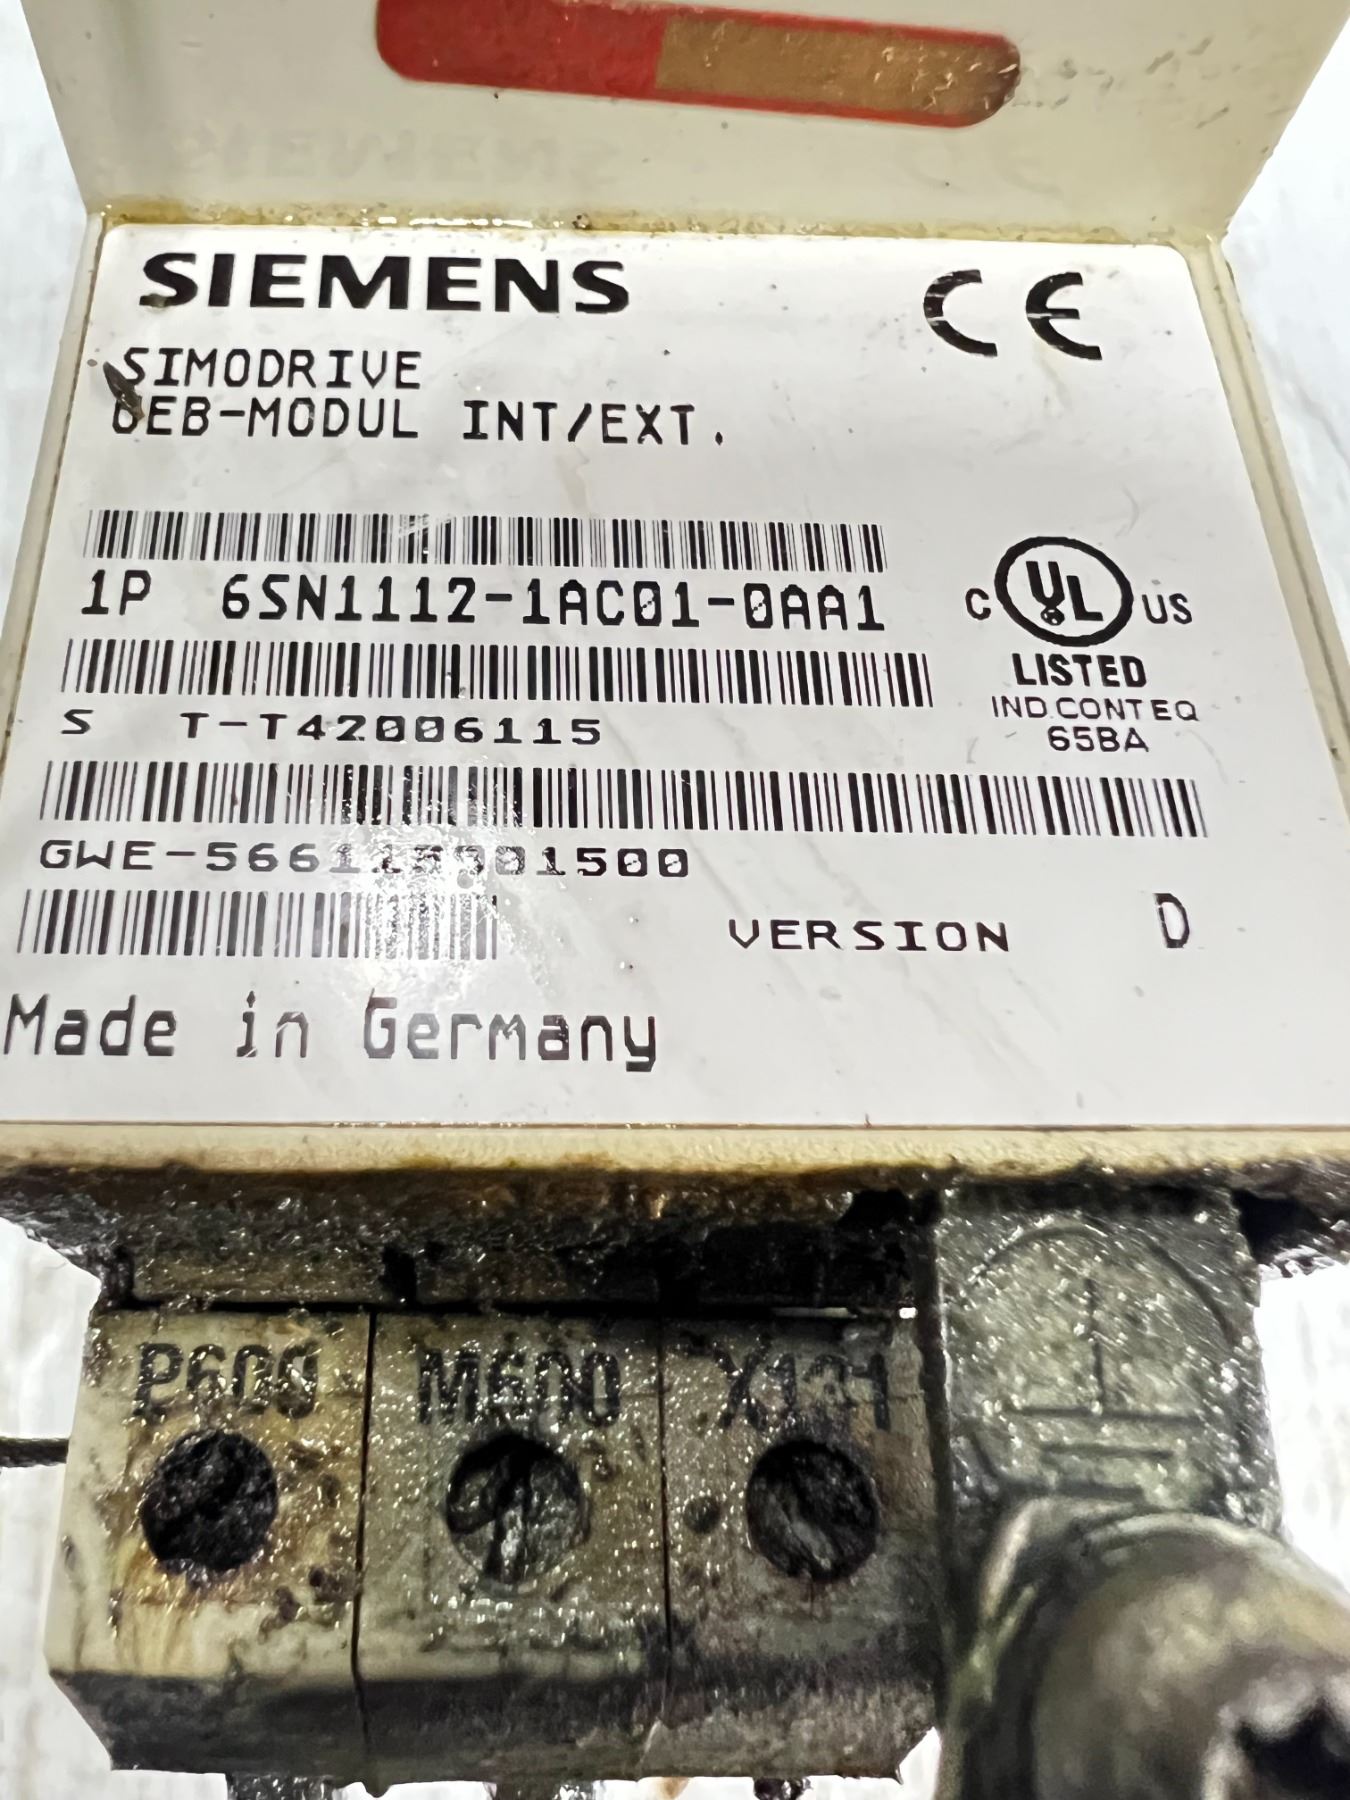 SIEMENS
CE
SIMODRIVE
UEB-MODUL INT/EXT.
1P 6SN1112-1AC01-0AA1
C UL US
LISTED
IND.CONT EQ
65BA
S T-T42006115
VERSION D
Made in Germany
P600 M600 X131